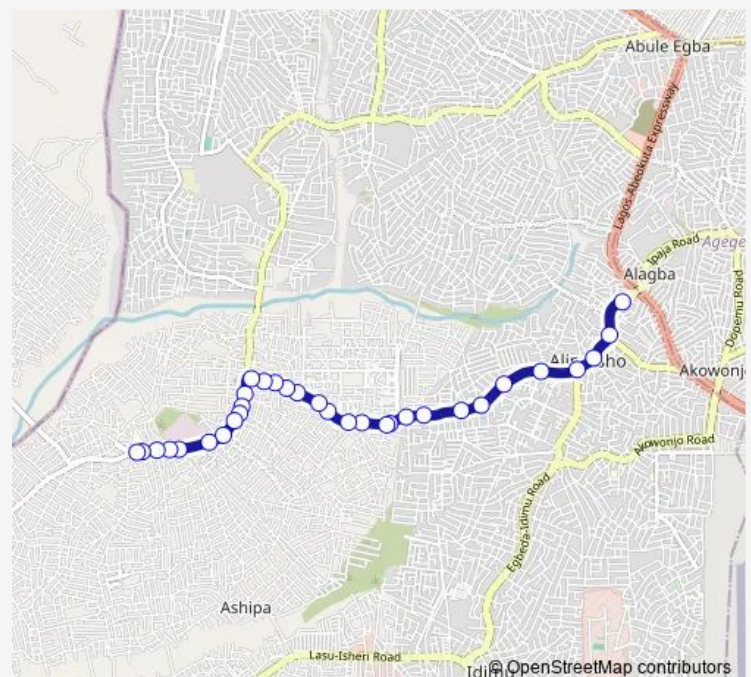 Abule Egba
Lagos-Abeokuta Expressway
Ipaja Road
Agege
Alagba
Dopemu Road
Akowonj
Akowonjo Road
Egbeda-Idimu Road
Ashipa
Lasu-Isheri Road
© OpenStreetMap contributors